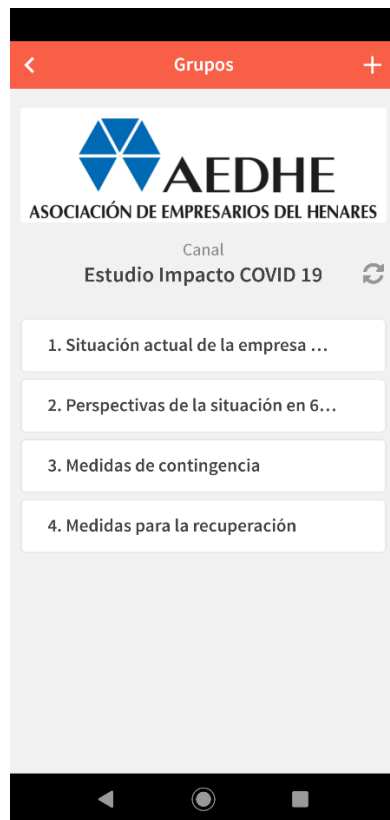 Grupos
AEDHE
ASOCIACIÓN DE EMPRESARIOS DEL HENARES
Canal
Estudio Impacto COVID 19
1. Situación actual de la empresa ...
2. Perspectivas de la situación en 6...
3. Medidas de contingencia
4. Medidas para la recuperación